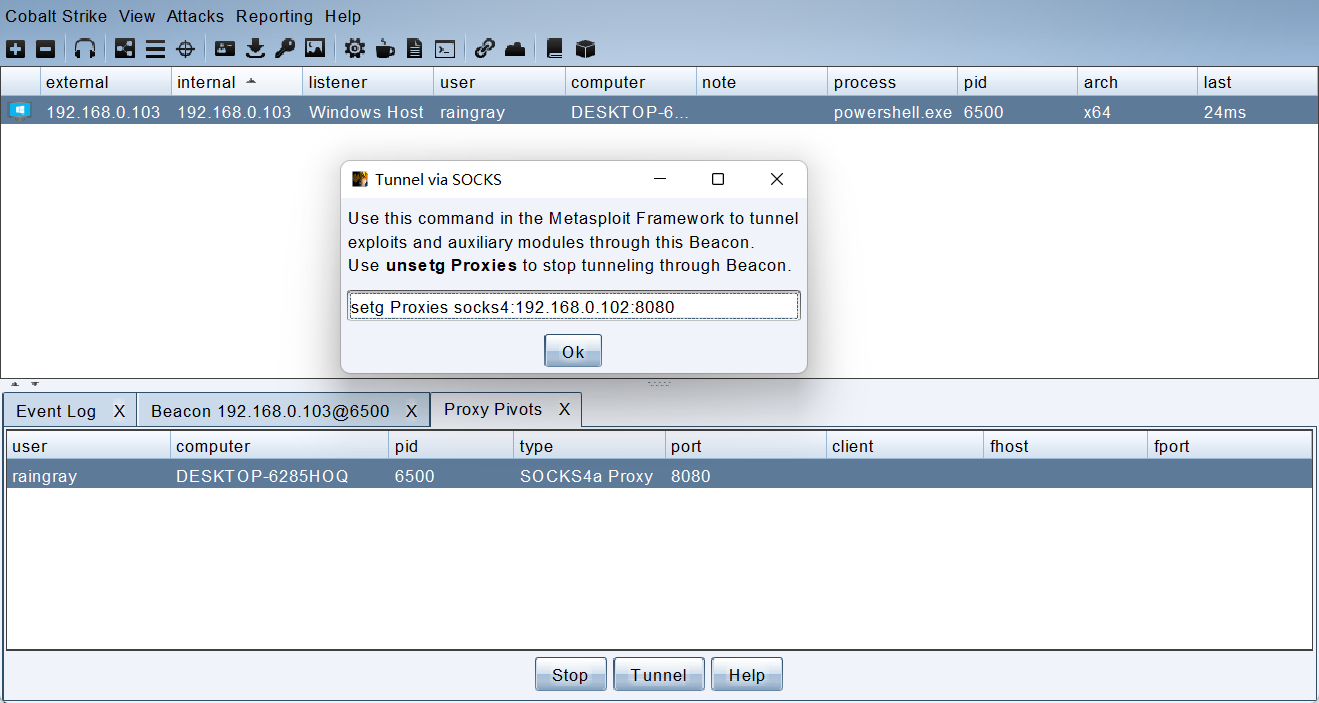 Cobalt Strike View Attacks Reporting Help
external internal listener user computer note process pid arch last
192.168.0.103 192.168.0.103 Windows Host raingray DESKTOP-6... powershell.exe 6500 x64 24ms
Tunnel via SOCKS
Use this command in the Metasploit Framework to tunnel
exploits and auxiliary modules through this Beacon.
Use unsetg Proxies to stop tunneling through Beacon.
setg Proxies socks4:192.168.0.102:8080
Ok
Event Log X Beacon 192.168.0.103@6500 X Proxy Pivots X
user computer pid type port client fhost fport
raingray DESKTOP-6285HOQ 6500 SOCKS4a Proxy 8080
Stop Tunnel Help